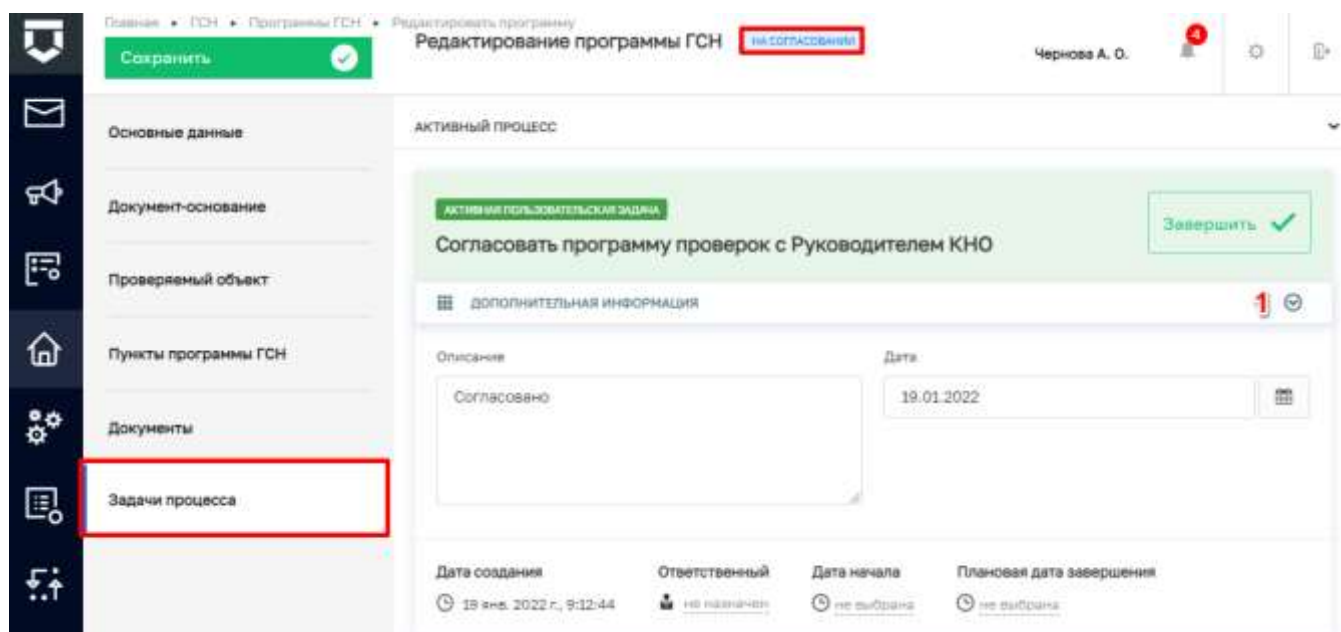 Главная • ГСН • Программы ГСН • Редактировать программу
Сохранить
Редактирование программы ГСН НА СОГЛАСОВАНИИ
Чернова А. О.
4
Основные данные
АКТИВНЫЙ ПРОЦЕСС
Документ-основание
АКТИВНАЯ ПОЛЬЗОВАТЕЛЬСКАЯ ЗАДАЧА
Согласовать программу проверок с Руководителем КНО
Завершить
Проверяемый объект
ДОПОЛНИТЕЛЬНАЯ ИНФОРМАЦИЯ
1
Пункты программы ГСН
Описание
Дата
Согласовано
19.01.2022
Документы
Задачи процесса
Дата создания
Ответственный
Дата начала
Плановая дата завершения
19 янв. 2022 г., 9:12:44
не назначен
не выбрана
не выбрана